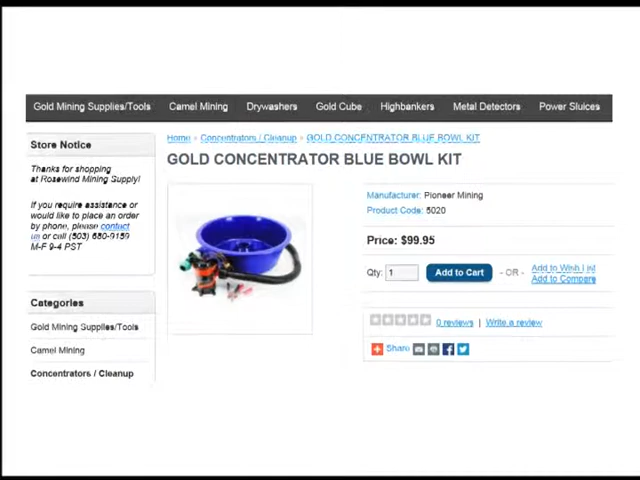 Gold Mining Supplies/Tools Camel Mining Drywashers Gold Cube Highbankers Metal Detectors Power Sluices
Store Notice
Thanks for shopping
at Rosewind Mining Supply!
If you require assistance or
would like to place an order
by phone, please contact
us or call (503) 680-9159
M-F 9-4 PST
Categories
Gold Mining Supplies/Tools
Camel Mining
Concentrators / Cleanup
Home » Concentrators / Cleanup » GOLD CONCENTRATOR BLUE BOWL KIT
GOLD CONCENTRATOR BLUE BOWL KIT
Manufacturer: Pioneer Mining
Product Code: 5020
Price: $99.95
Qty: 1 Add to Cart - OR - Add to Wish List
Add to Compare
0 reviews | Write a review
Share